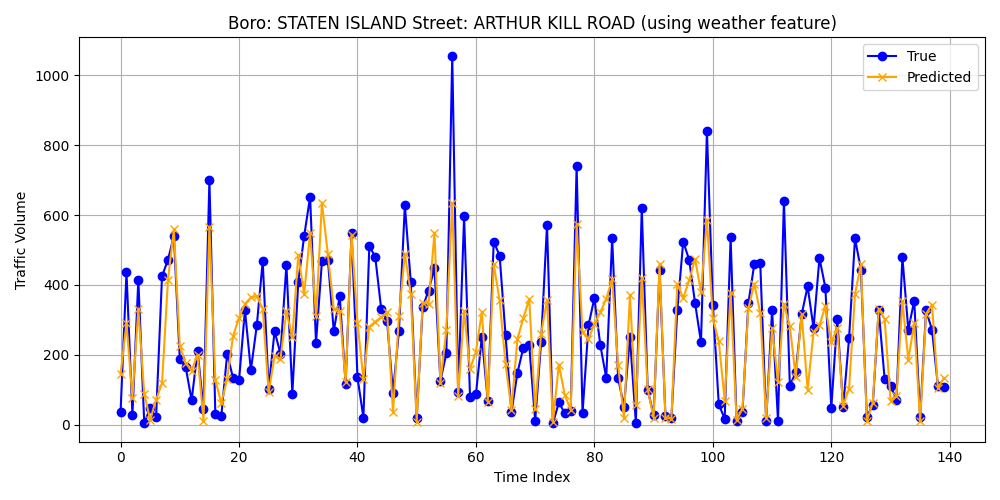 Boro: STATEN ISLAND Street: ARTHUR KILL ROAD (using weather feature)
True
Predicted
Traffic Volume
1000
800
600
400
200
0
0 20 40 60 80 100 120 140
Time Index